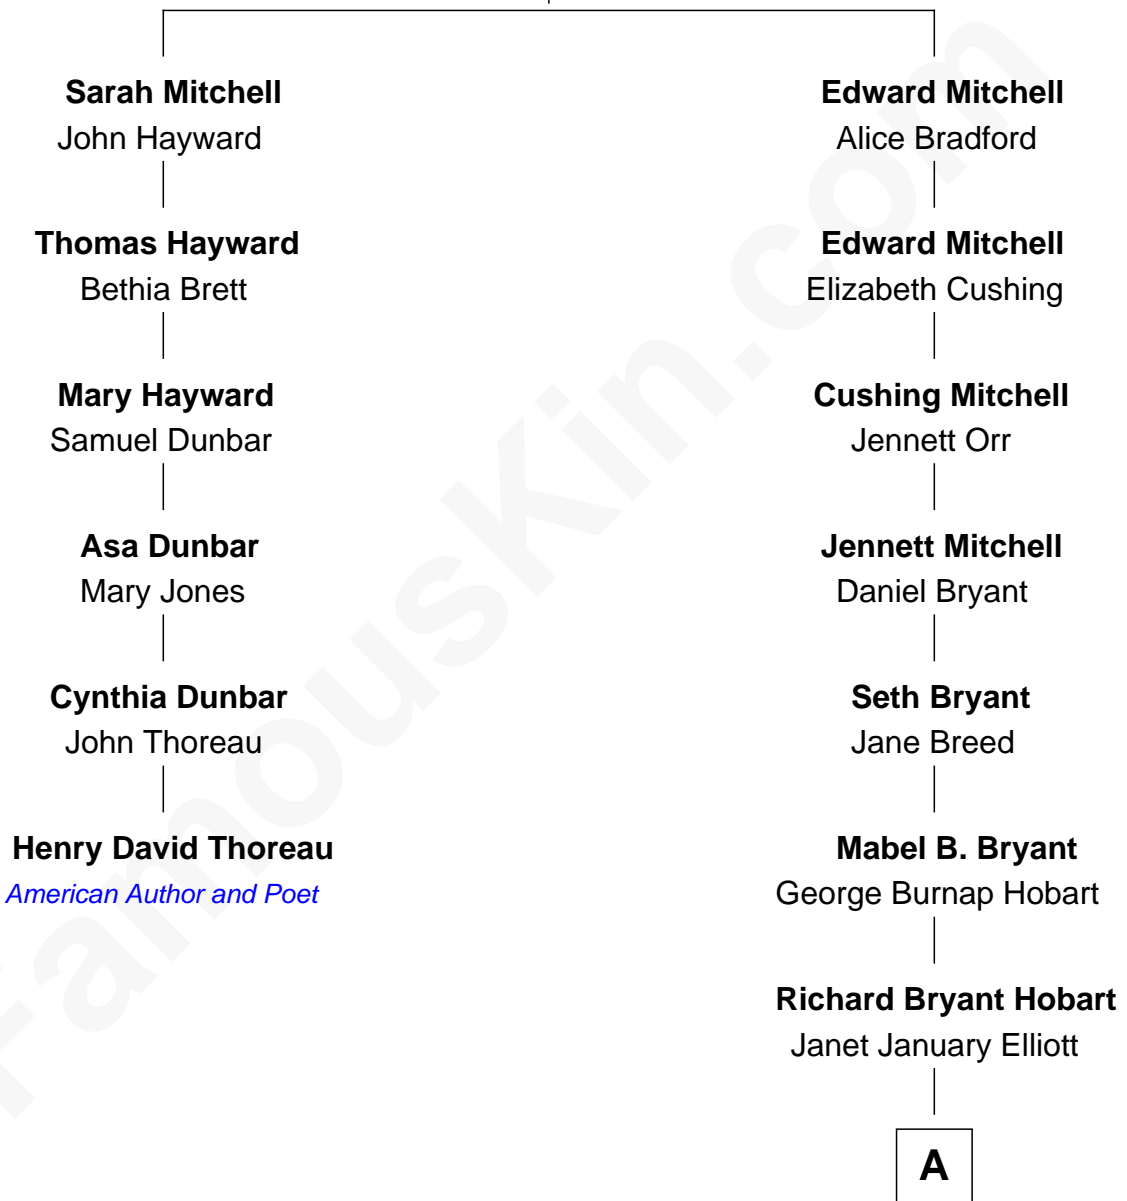 Sarah Mitchell
John Hayward
Thomas Hayward
Bethia Brett
Mary Hayward
Samuel Dunbar
Asa Dunbar
Mary Jones
Cynthia Dunbar
John Thoreau
Henry David Thoreau
American Author and Poet
Edward Mitchell
Alice Bradford
Edward Mitchell
Elizabeth Cushing
Cushing Mitchell
Jennett Orr
Jennett Mitchell
Daniel Bryant
Seth Bryant
Jane Breed
Mabel B. Bryant
George Burnap Hobart
Richard Bryant Hobart
Janet January Elliott
A
FamousKin.com